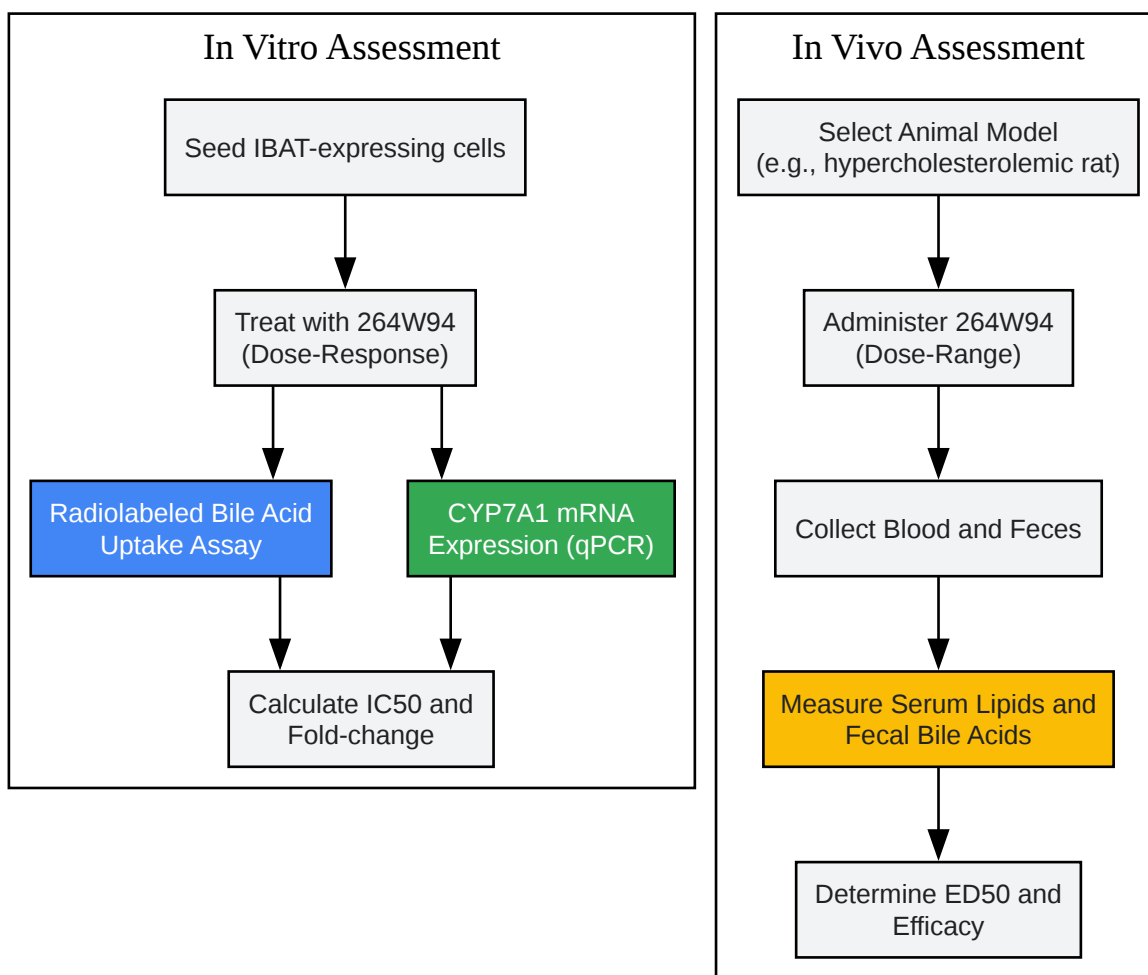 In Vitro Assessment
Seed IBAT-expressing cells
Treat with 264W94
(Dose-Response)
Radiolabeled Bile Acid
Uptake Assay
CYP7A1 mRNA
Expression (qPCR)
Calculate IC50 and
Fold-change
In Vivo Assessment
Select Animal Model
(e.g., hypercholesterolemic rat)
Administer 264W94
(Dose-Range)
Collect Blood and Feces
Measure Serum Lipids and
Fecal Bile Acids
Determine ED50 and
Efficacy